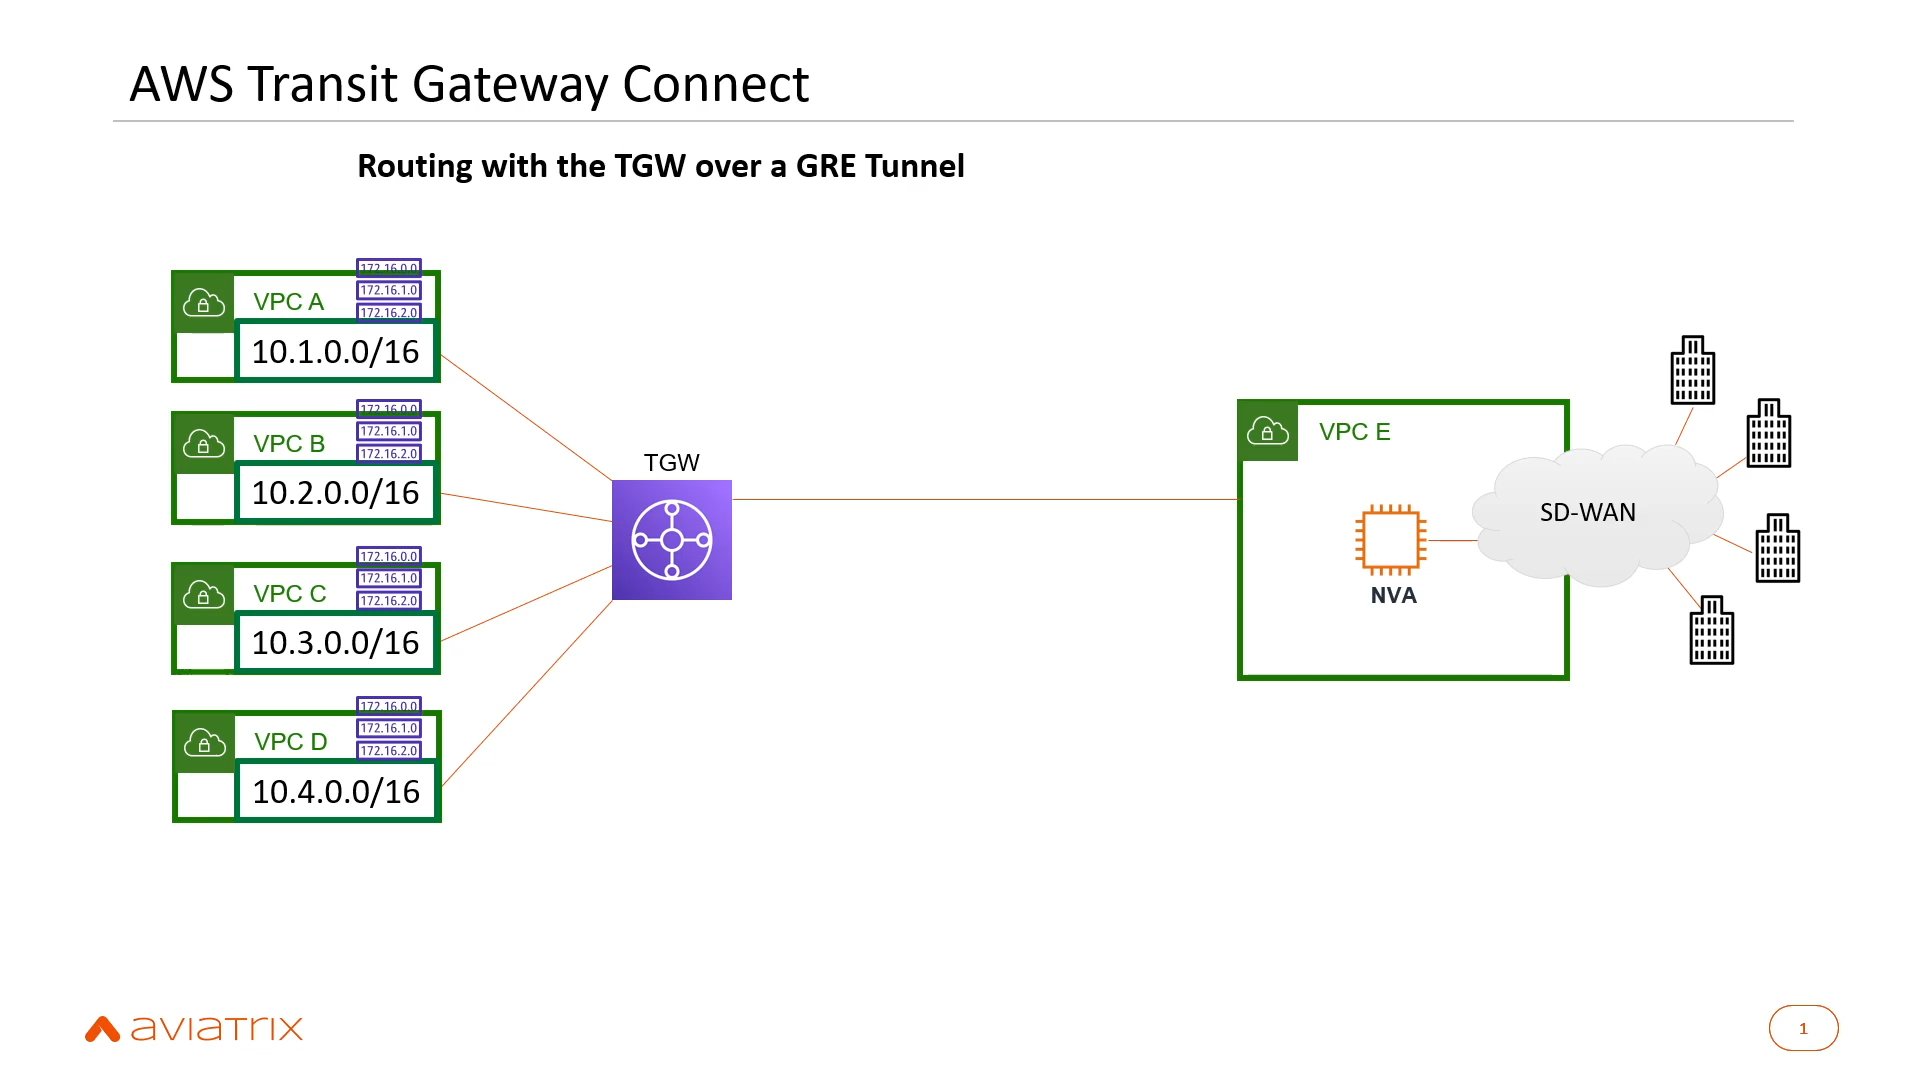 AWS Transit Gateway Connect
Routing with the TGW over a GRE Tunnel
172.16.0.0
VPC A
172.16.1.0
172.16.2.0
10.1.0.0/16
172.16.0.0
VPC B
172.16.1.0
172.16.2.0
10.2.0.0/16
172.16.0.0
VPC C
172.16.1.0
172.16.2.0
10.3.0.0/16
172.16.0.0
VPC D
172.16.1.0
172.16.2.0
10.4.0.0/16
TGW
VPC E
NVA
SD-WAN
aviatrix
1